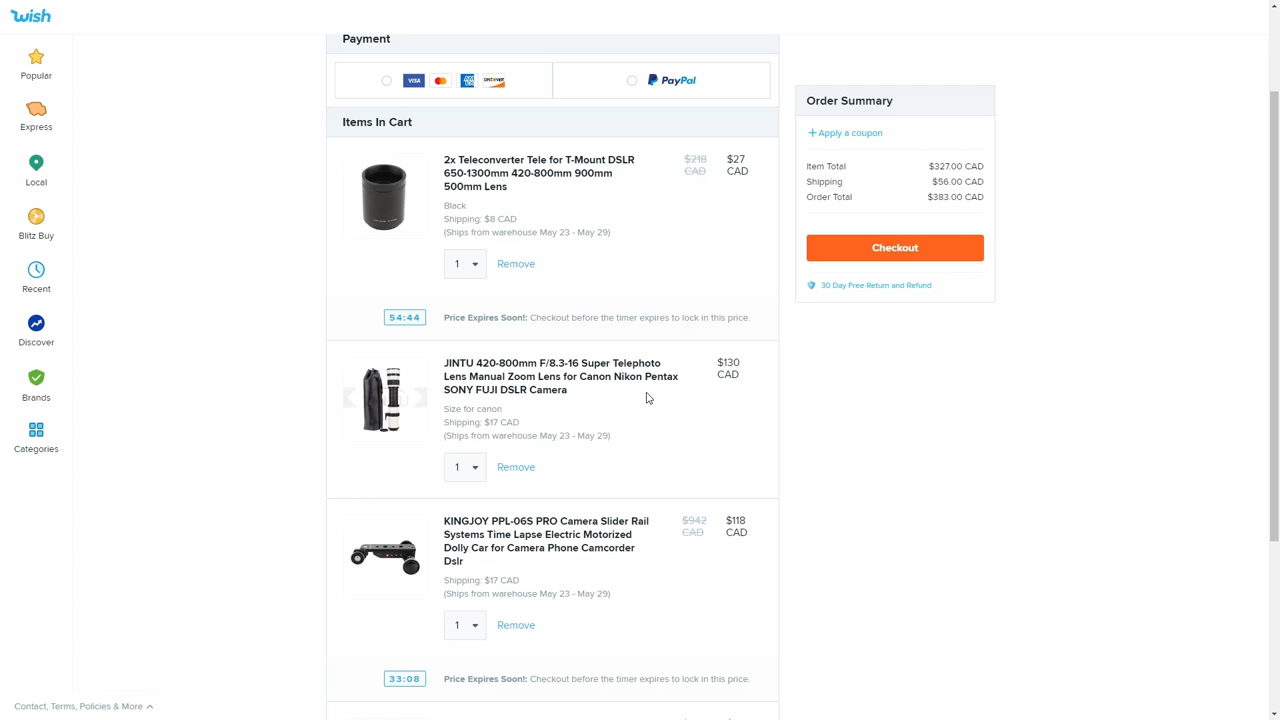 wish
Popular
Express
Local
Blitz Buy
Recent
Discover
Brands
Categories
Contact, Terms, Policies & More
Payment
VISA
DISCOVER
PayPal
Items In Cart
2x Teleconverter Tele for T-Mount DSLR
650-1300mm 420-800mm 900mm
500mm Lens
$218
CAD
$27
CAD
Black
Shipping: $8 CAD
(Ships from warehouse May 23 - May 29)
1
Remove
54:44
Price Expires Soon!: Checkout before the timer expires to lock in this price.
JINTU 420-800mm F/8.3-16 Super Telephoto
Lens Manual Zoom Lens for Canon Nikon Pentax
SONY FUJI DSLR Camera
$130
CAD
Size for canon
Shipping: $17 CAD
(Ships from warehouse May 23 - May 29)
1
Remove
KINGJOY PPL-06S PRO Camera Slider Rail
Systems Time Lapse Electric Motorized
Dolly Car for Camera Phone Camcorder
Dslr
$942
CAD
$118
CAD
Shipping: $17 CAD
(Ships from warehouse May 23 - May 29)
1
Remove
33:08
Price Expires Soon!: Checkout before the timer expires to lock in this price.
Order Summary
+ Apply a coupon
Item Total $327.00 CAD
Shipping $56.00 CAD
Order Total $383.00 CAD
Checkout
30 Day Free Return and Refund